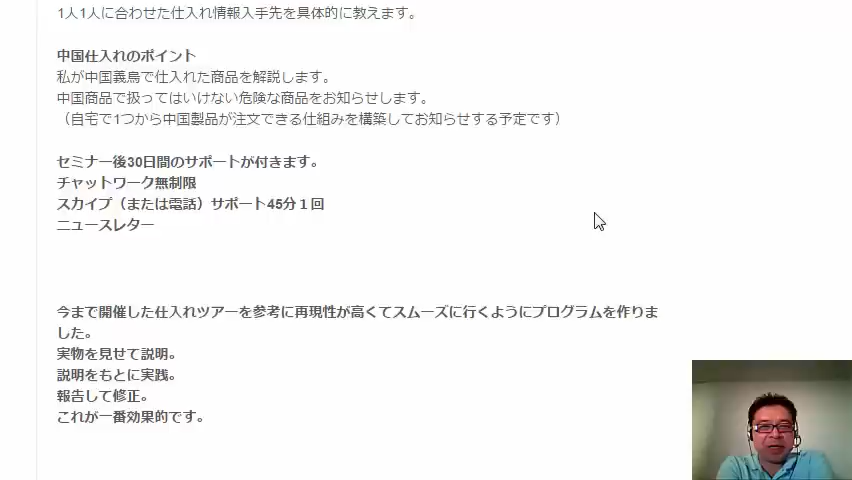 1人1人に合わせた仕入れ情報入手先を具体的に教えます。
中国仕入れのポイント
私が中国義烏で仕入れた商品を解説します。
中国商品で扱ってはいけない危険な商品をお知らせします。
（自宅で1つから中国製品が注文できる仕組みを構築してお知らせする予定です）
セミナー後30日間のサポートが付きます。
チャットワーク無制限
スカイプ（または電話）サポート45分１回
ニュースレター
今まで開催した仕入れツアーを参考に再現性が高くてスムーズに行くようにプログラムを作りま
した。
実物を見せて説明。
説明をもとに実践。
報告して修正。
これが一番効果的です。